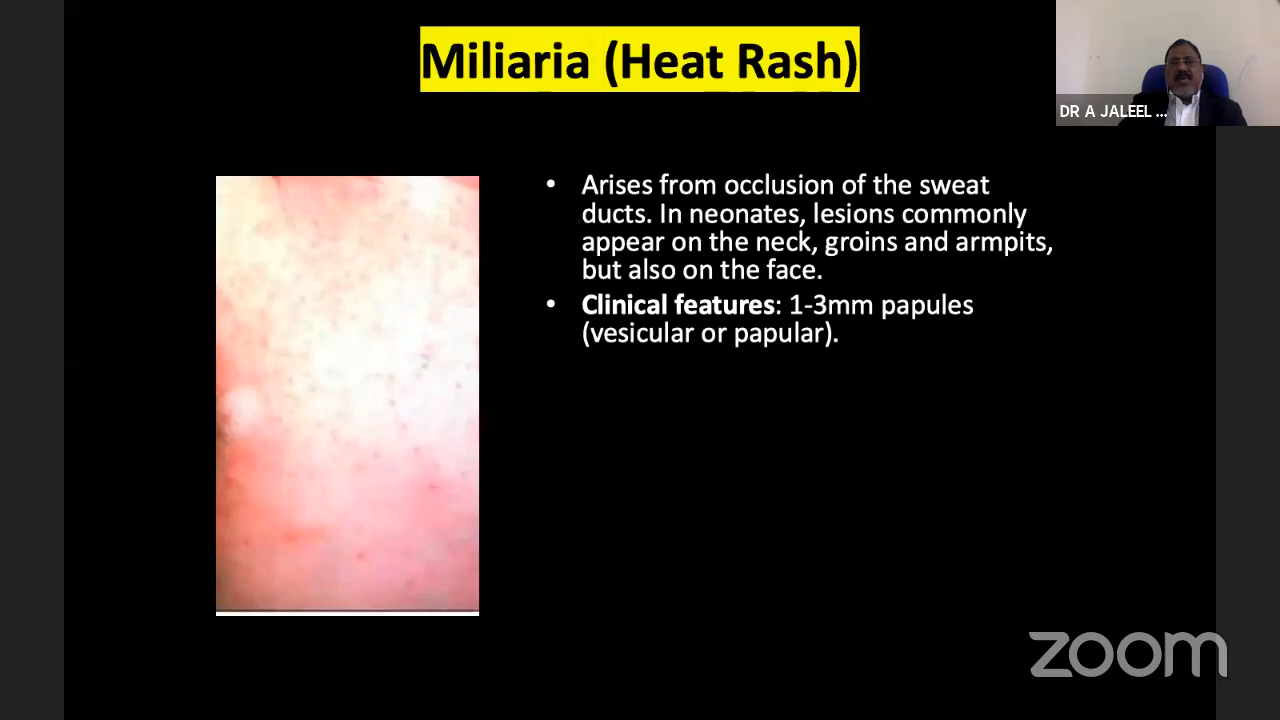 Miliaria (Heat Rash)
DR A JALEEL ...
• Arises from occlusion of the sweat
ducts. In neonates, lesions commonly
appear on the neck, groins and armpits,
but also on the face.
• Clinical features: 1-3mm papules
(vesicular or papular).
zoom